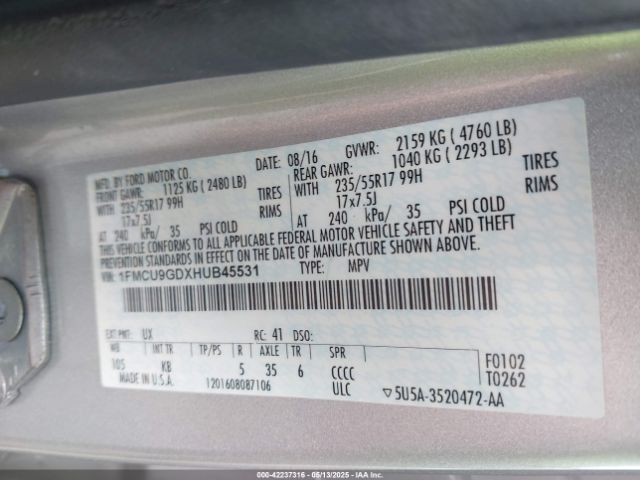 MFD. BY FORD MOTOR CO. DATE: 08/16 GVWR: 2159 KG ( 4760 LB)
FRONT GAWR: 1125 KG ( 2480 LB) REAR GAWR: 1040 KG ( 2293 LB)
WITH 235/55R17 99H TIRES WITH 235/55R17 99H TIRES
17x7.5J RIMS 17x7.5J RIMS
AT 240 kPa/ 35 PSI COLD AT 240 kPa/ 35 PSI COLD
THIS VEHICLE CONFORMS TO ALL APPLICABLE FEDERAL MOTOR VEHICLE SAFETY AND THEFT
PREVENTION STANDARDS IN EFFECT ON THE DATE OF MANUFACTURE SHOWN ABOVE.
VIN: 1FMCU9GDXHUB45531 TYPE: MPV
EXT PNT: UX RC: 41 DSO:
WB INT TR TP/PS R AXLE TR SPR
105 KB 5 35 6 CCCC F0102
MADE IN U.S.A. 1201608087106 ULC T0262
▽5U5A-3520472-AA
000-42237316 - 05/13/2025 - IAA Inc.